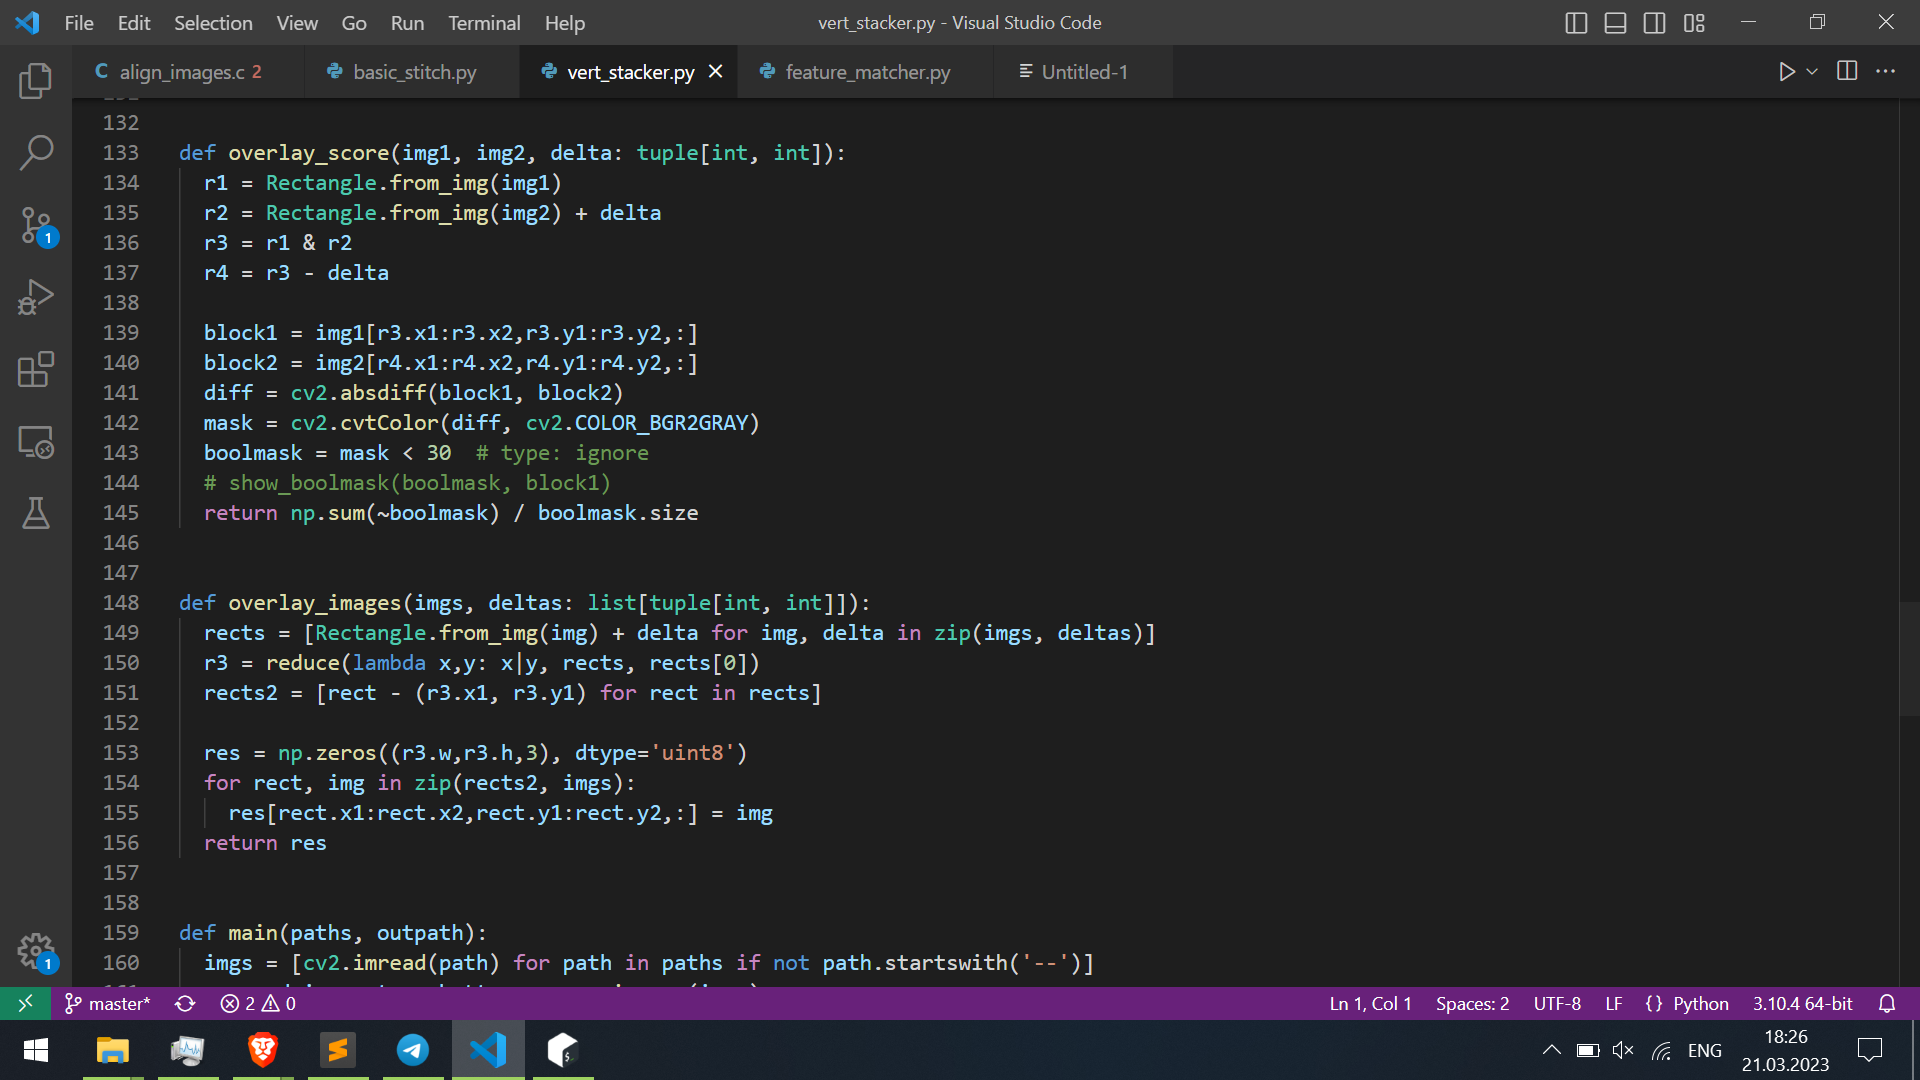 File Edit Selection View Go Run Terminal Help vert_stacker.py - Visual Studio Code
align_images.c 2 basic_stitch.py vert_stacker.py feature_matcher.py Untitled-1
132
133 def overlay_score(img1, img2, delta: tuple[int, int]):
134 r1 = Rectangle.from_img(img1)
135 r2 = Rectangle.from_img(img2) + delta
136 r3 = r1 & r2
137 r4 = r3 - delta
138
139 block1 = img1[r3.x1:r3.x2,r3.y1:r3.y2,:]
140 block2 = img2[r4.x1:r4.x2,r4.y1:r4.y2,:]
141 diff = cv2.absdiff(block1, block2)
142 mask = cv2.cvtColor(diff, cv2.COLOR_BGR2GRAY)
143 boolmask = mask < 30 # type: ignore
144 # show_boolmask(boolmask, block1)
145 return np.sum(~boolmask) / boolmask.size
146
147
148 def overlay_images(imgs, deltas: list[tuple[int, int]]):
149 rects = [Rectangle.from_img(img) + delta for img, delta in zip(imgs, deltas)]
150 r3 = reduce(lambda x,y: x|y, rects, rects[0])
151 rects2 = [rect - (r3.x1, r3.y1) for rect in rects]
152
153 res = np.zeros((r3.w,r3.h,3), dtype='uint8')
154 for rect, img in zip(rects2, imgs):
155 res[rect.x1:rect.x2,rect.y1:rect.y2,:] = img
156 return res
157
158
159 def main(paths, outpath):
160 imgs = [cv2.imread(path) for path in paths if not path.startswith('--')]
master* 2 0 Ln 1, Col 1 Spaces: 2 UTF-8 LF {} Python 3.10.4 64-bit
ENG 18:26
21.03.2023